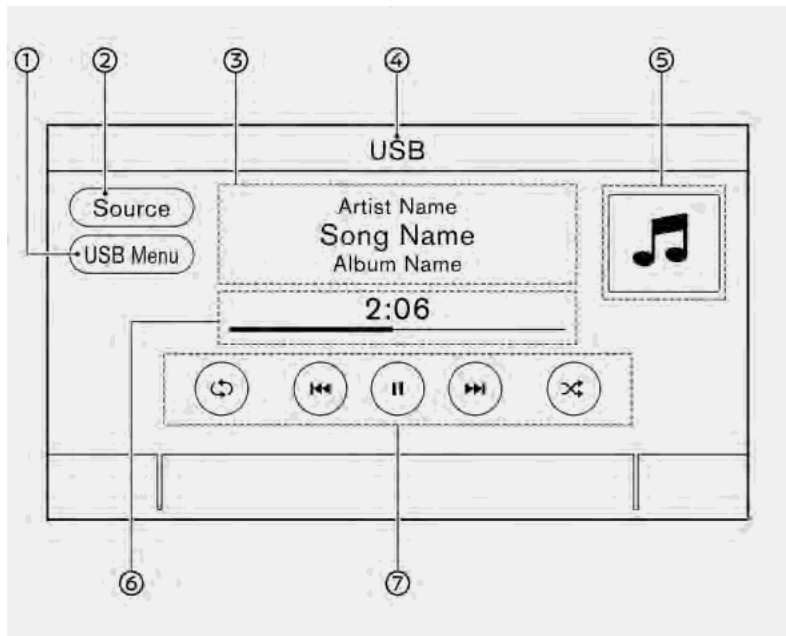 ① ② ③ ④ ⑤
USB
Source
USB Menu
Artist Name
Song Name
Album Name
2:06
⑥ ⑦